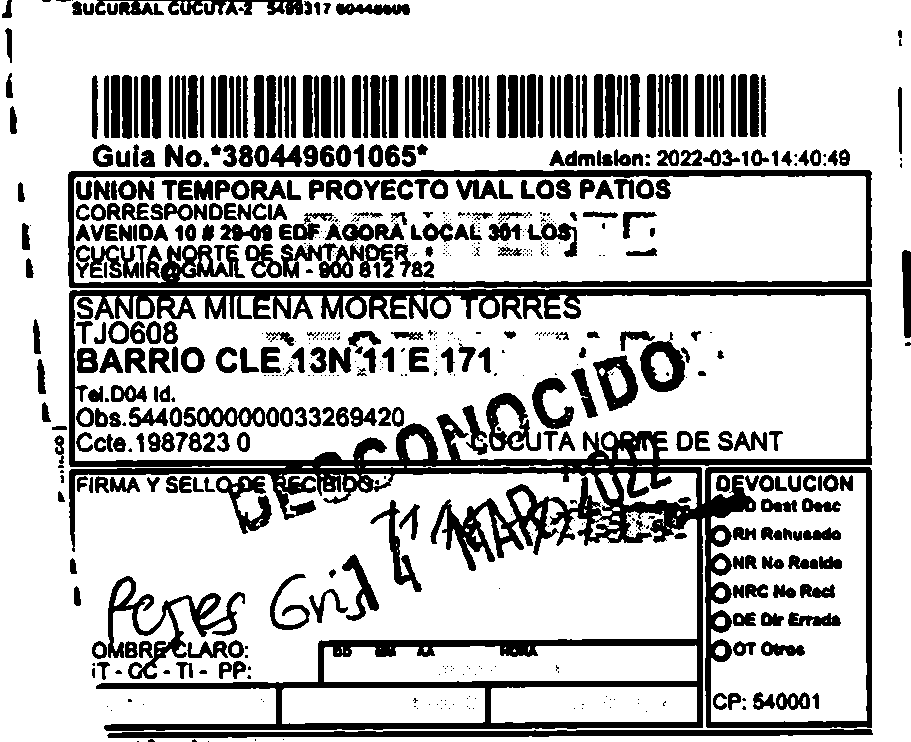 SUCURSAL CUCUTA-2 5499317
Guia No.*380449601065*
Admision: 2022-03-10-14:40:49
UNION TEMPORAL PROYECTO VIAL LOS PATIOS
CORRESPONDENCIA
AVENIDA 10 # 29-09 EDF AGORA LOCAL 301 LOS
CUCUTA NORTE DE SANTANDER
YEISMIR@GMAIL COM - 900 812 782
SANDRA MILENA MORENO TORRES
TJO608
BARRIO CLE 13N 11 E 171
Tel.D04 Id.
Obs.544050000000033269420
Ccte.1987823 0
CUCUTA NORTE DE SANT
DESCONOCIDO
FIRMA Y SELLO DE RECIBIDO:
MAR 2022
DEVOLUCION
Dest Desc
RH Rehusado
NR No Reside
NRC No Recl
DE Dir Errada
OT Otros
OMBRE CLARO:
iT - CC - TI - PP:
DD MM AA HORA
CP: 540001